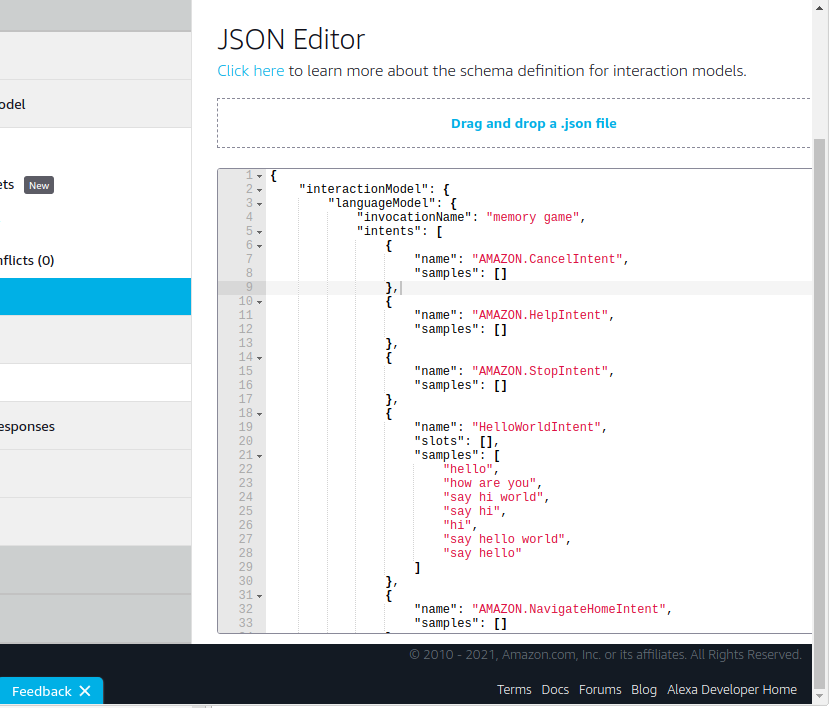 JSON Editor
Click here to learn more about the schema definition for interaction models.
Drag and drop a .json file
odel
ets New
nflicts (0)
esponses
1 {
2 "interactionModel": {
3 "languageModel": {
4 "invocationName": "memory game",
5 "intents": [
6 {
7 "name": "AMAZON.CancelIntent",
8 "samples": []
9 },
10 {
11 "name": "AMAZON.HelpIntent",
12 "samples": []
13 },
14 {
15 "name": "AMAZON.StopIntent",
16 "samples": []
17 },
18 {
19 "name": "HelloWorldIntent",
20 "slots": [],
21 "samples": [
22 "hello",
23 "how are you",
24 "say hi world",
25 "say hi",
26 "hi",
27 "say hello world",
28 "say hello"
29 ]
30 },
31 {
32 "name": "AMAZON.NavigateHomeIntent",
33 "samples": []
© 2010 - 2021, Amazon.com, Inc. or its affiliates. All Rights Reserved.
Feedback ✕
Terms Docs Forums Blog Alexa Developer Home